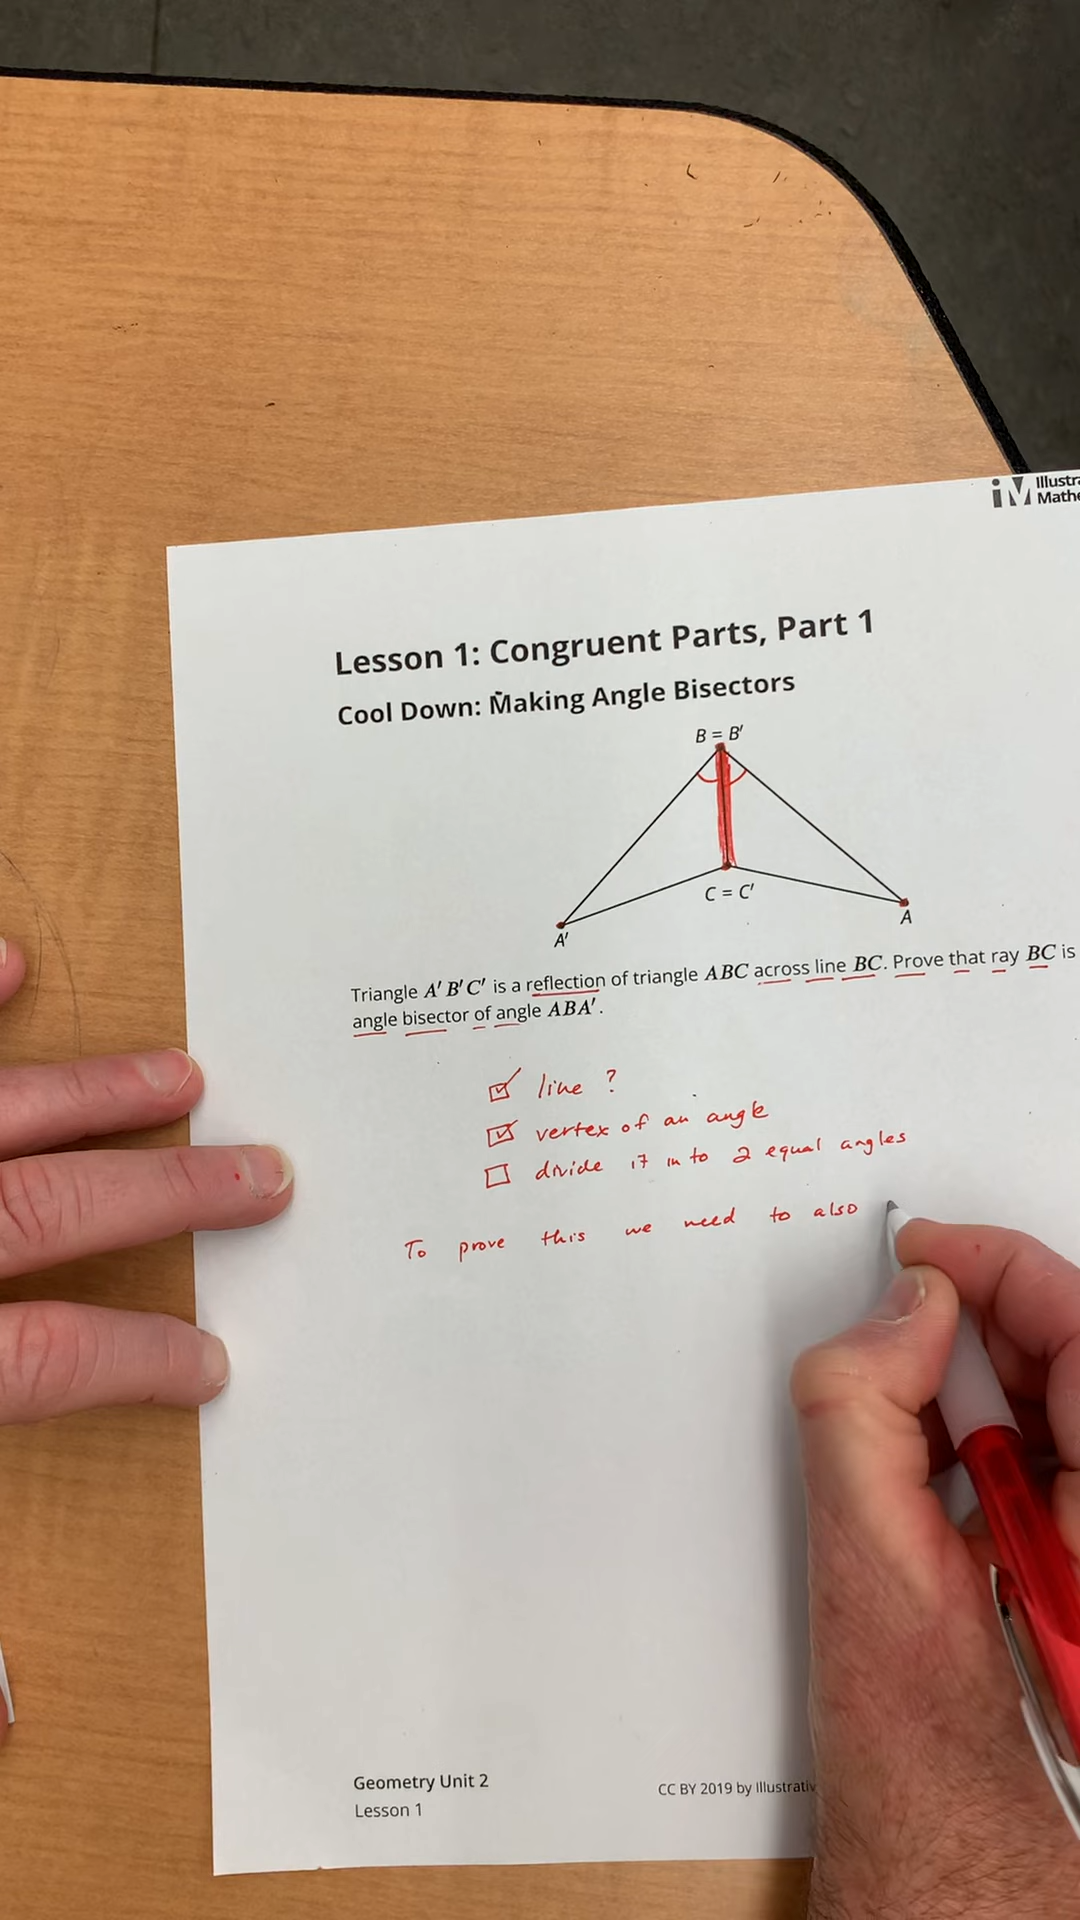 Illustra
Mathe
Lesson 1: Congruent Parts, Part 1
Cool Down: Making Angle Bisectors
B = B'
C = C'
A
A'
Triangle A'B'C' is a reflection of triangle ABC across line BC. Prove that ray BC is
angle bisector of angle ABA'.
line ?
vertex of an angle
divide it in to 2 equal angles
To prove this we need to also
Geometry Unit 2
CC BY 2019 by Illustrativ
Lesson 1